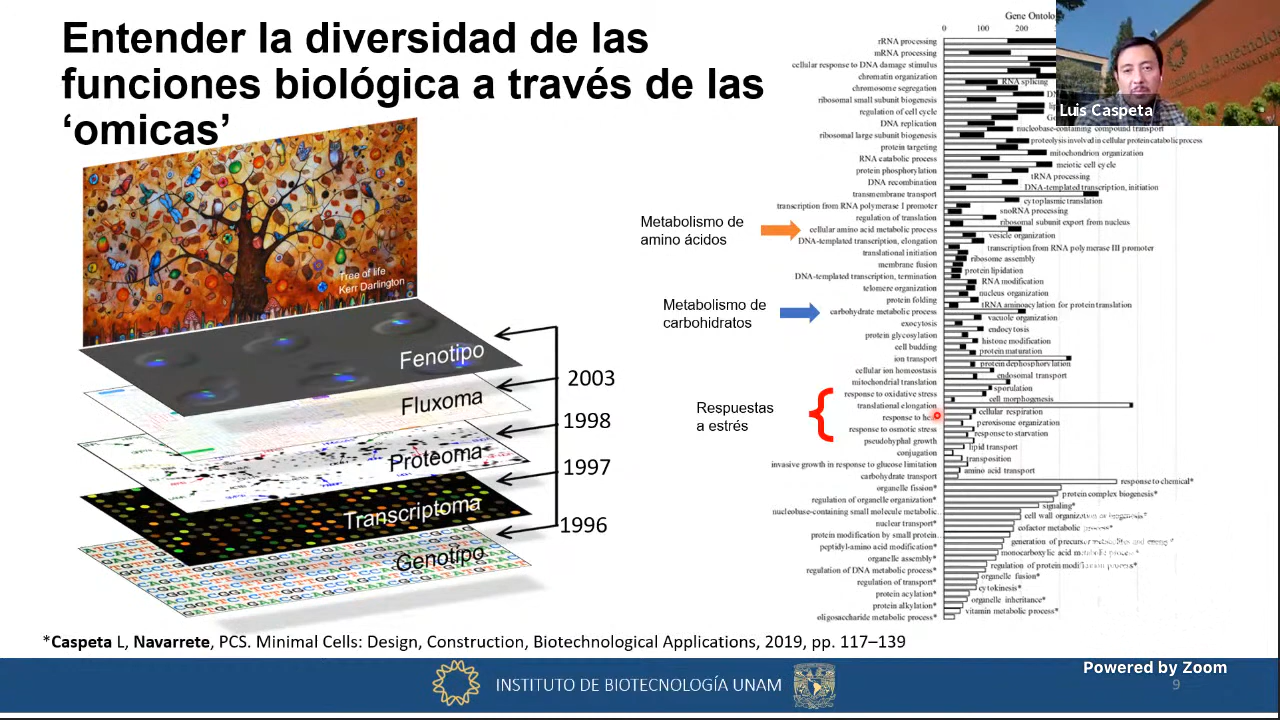 Entender la diversidad de las
funciones biológica a través de las
‘omicas’
Tree of life
Kerr Darlington
Fenotipo
Fluxoma
Proteoma
Transcriptoma
Genotipo
2003
1998
1997
1996
Metabolismo de
amino ácidos
Metabolismo de
carbohidratos
Respuestas
a estrés
Gene
0 100 200
rRNA processing
mRNA processing
cellular response to DNA damage stimulus
chromatin organization
RNA splicing
chromosome segregation
ribosomal small subunit biogenesis
regulation of cell cycle
DNA replication
nucleobase-containing compound transport
ribosomal large subunit biogenesis
proteolysis involved in cellular protein catabolic process
protein targeting
mitochondrion organization
RNA catabolic process
meiotic cell cycle
protein phosphorylation
tRNA processing
DNA recombination
DNA-templated transcription, initiation
transmembrane transport
cytoplasmic translation
transcription from RNA polymerase I promoter
snoRNA processing
regulation of translation
ribosomal subunit export from nucleus
cellular amino acid metabolic process
vesicle organization
DNA-templated transcription, elongation
transcription from RNA polymerase III promoter
translational initiation
ribosome assembly
membrane fusion
protein lipidation
DNA-templated transcription, termination
RNA modification
telomere organization
nucleus organization
protein folding
tRNA aminoacylation for protein translation
carbohydrate metabolic process
vacuole organization
exocytosis
endocytosis
protein glycosylation
histone modification
cell budding
protein maturation
ion transport
protein dephosphorylation
cellular ion homeostasis
endosomal transport
mitochondrial translation
sporulation
response to oxidative stress
cell morphogenesis
translational elongation
cellular respiration
response to
peroxisome organization
response to osmotic stress
response to starvation
pseudohyphal growth
lipid transport
conjugation
transposition
invasive growth in response to glucose limitation
amino acid transport
carbohydrate transport
response to chemical*
organelle fission*
protein complex biogenesis*
regulation of organelle organization*
signaling*
nucleobase-containing small molecule metabolic...
cell wall organization or biogenesis*
nuclear transport*
cofactor metabolic process*
protein modification by small protein...
generation of precursor metabolites and energy *
peptidyl-amino acid modification*
monocarboxylic acid metabolic process*
organelle assembly*
regulation of protein modification process*
regulation of DNA metabolic process*
organelle fusion*
regulation of transport*
cytokinesis*
protein acylation*
organelle inheritance*
protein alkylation*
vitamin metabolic process*
oligosaccharide metabolic process*
Luis Caspeta
*Caspeta L, Navarrete, PCS. Minimal Cells: Design, Construction, Biotechnological Applications, 2019, pp. 117–139
INSTITUTO DE BIOTECNOLOGÍA UNAM
Powered by Zoom
9